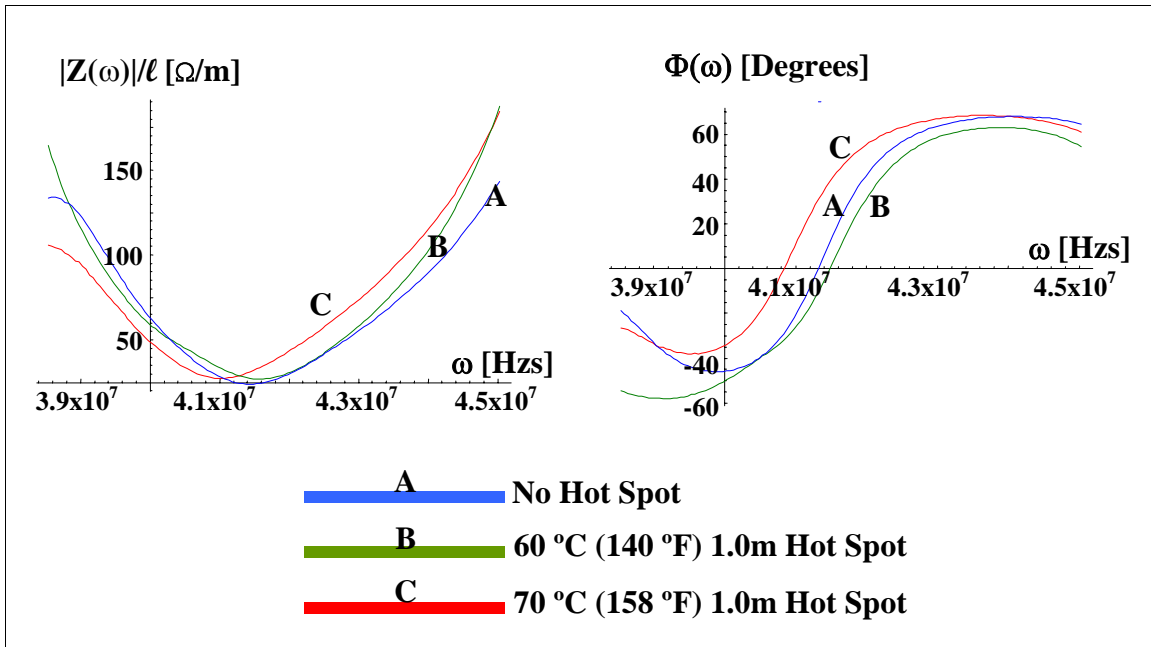 |Z(ω)|/ℓ [Ω/m]
150
100
50
A
B
C
ω [Hzs]
3.9x10⁷
4.1x10⁷
4.3x10⁷
4.5x10⁷
Φ(ω) [Degrees]
60
40
20
-40
-60
C
A
B
ω [Hzs]
3.9x10⁷
4.1x10⁷
4.3x10⁷
4.5x10⁷
A No Hot Spot
B 60 ºC (140 ºF) 1.0m Hot Spot
C 70 ºC (158 ºF) 1.0m Hot Spot